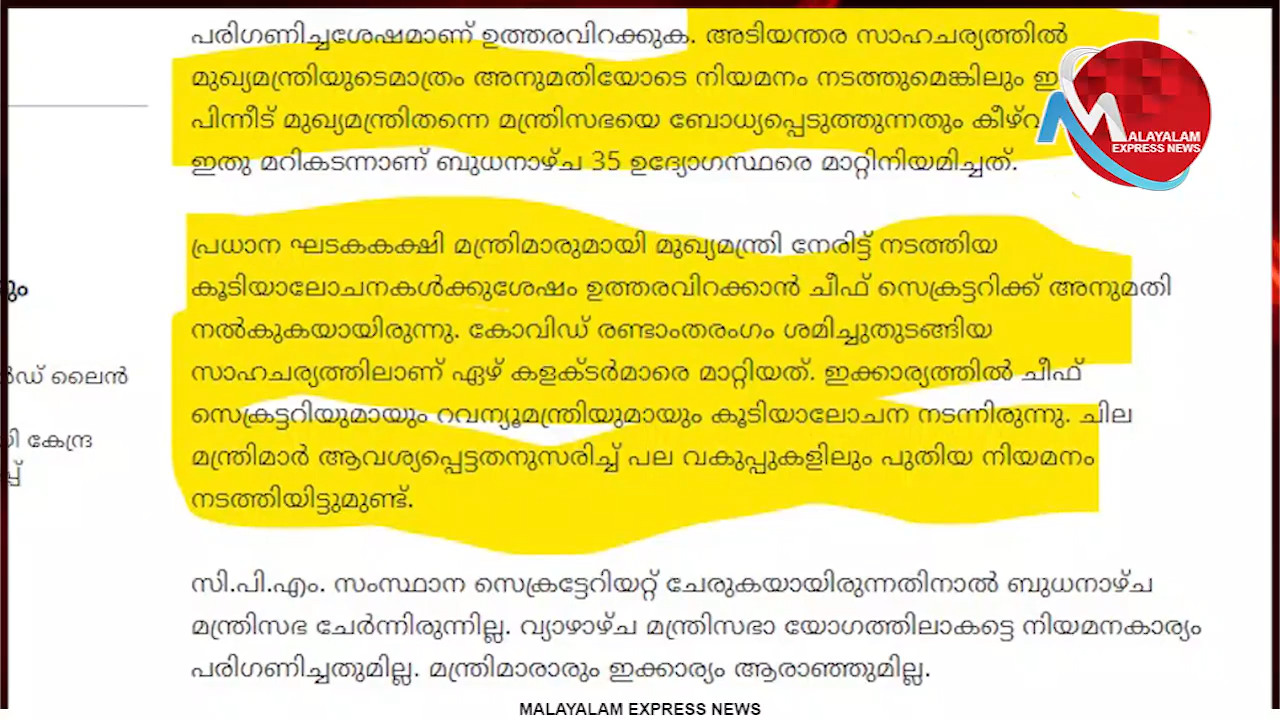 പരിഗണിച്ചശേഷമാണ് ഉത്തരവിറക്കുക. അടിയന്തര സാഹചര്യത്തിൽ
മുഖ്യമന്ത്രിയുടെമാത്രം അനുമതിയോടെ നിയമനം നടത്തുമെങ്കിലും
പിന്നീട് മുഖ്യമന്ത്രിതന്നെ മന്ത്രിസഭയെ ബോധ്യപ്പെടുത്തുന്നതും
ഇതു മറികടന്നാണ് ബുധനാഴ്ച 35 ഉദ്യോഗസ്ഥരെ മാറ്റിനിയമിച്ചത്.
MALAYALAM
EXPRESS NEWS
പ്രധാന ഘടകകക്ഷി മന്ത്രിമാരുമായി മുഖ്യമന്ത്രി നേരിട്ട് നടത്തിയ
കൂടിയാലോചനകൾക്കുശേഷം ഉത്തരവിറക്കാൻ ചീഫ് സെക്രട്ടറിക്ക് അനുമതി
നൽകുകയായിരുന്നു. കോവിഡ് രണ്ടാംതരംഗം ശമിച്ചുതുടങ്ങിയ
സാഹചര്യത്തിലാണ് ഏഴ് കളക്ടർമാരെ മാറ്റിയത്. ഇക്കാര്യത്തിൽ ചീഫ്
സെക്രട്ടറിയുമായും റവന്യൂമന്ത്രിയുമായും കൂടിയാലോചന നടന്നിരുന്നു. ചില
മന്ത്രിമാർ ആവശ്യപ്പെട്ടതനുസരിച്ച് പല വകുപ്പുകളിലും പുതിയ നിയമനം
നടത്തിയിട്ടുമുണ്ട്.
സി.പി.എം. സംസ്ഥാന സെക്രട്ടേറിയറ്റ് ചേരുകയായിരുന്നതിനാൽ ബുധനാഴ്ച
മന്ത്രിസഭ ചേർന്നിരുന്നില്ല. വ്യാഴാഴ്ച മന്ത്രിസഭാ യോഗത്തിലാകട്ടെ നിയമനകാര്യം
പരിഗണിച്ചതുമില്ല. മന്ത്രിമാരാരും ഇക്കാര്യം ആരാഞ്ഞുമില്ല.
ലൈൻ
കേന്ദ്ര
MALAYALAM EXPRESS NEWS